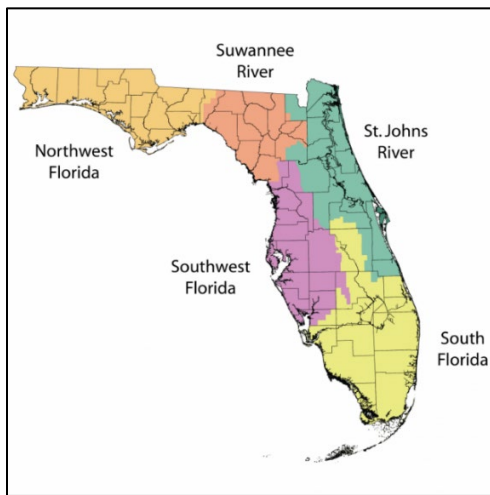 Suwannee
River
St. Johns
River
Northwest
Florida
Southwest
Florida
South
Florida